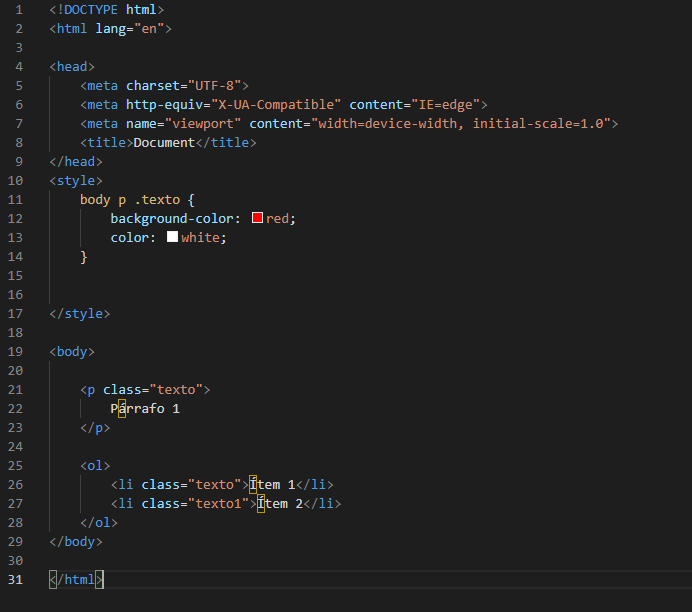 1 <!DOCTYPE html>
2 <html lang="en">
3
4 <head>
5     <meta charset="UTF-8">
6     <meta http-equiv="X-UA-Compatible" content="IE=edge">
7     <meta name="viewport" content="width=device-width, initial-scale=1.0">
8     <title>Document</title>
9 </head>
10 <style>
11     body p .texto {
12         background-color: red;
13         color: white;
14     }
15
16
17 </style>
18
19 <body>
20
21     <p class="texto">
22         Párrafo 1
23     </p>
24
25     <ol>
26         <li class="texto">Ítem 1</li>
27         <li class="texto1">Ítem 2</li>
28     </ol>
29 </body>
30
31 </html>